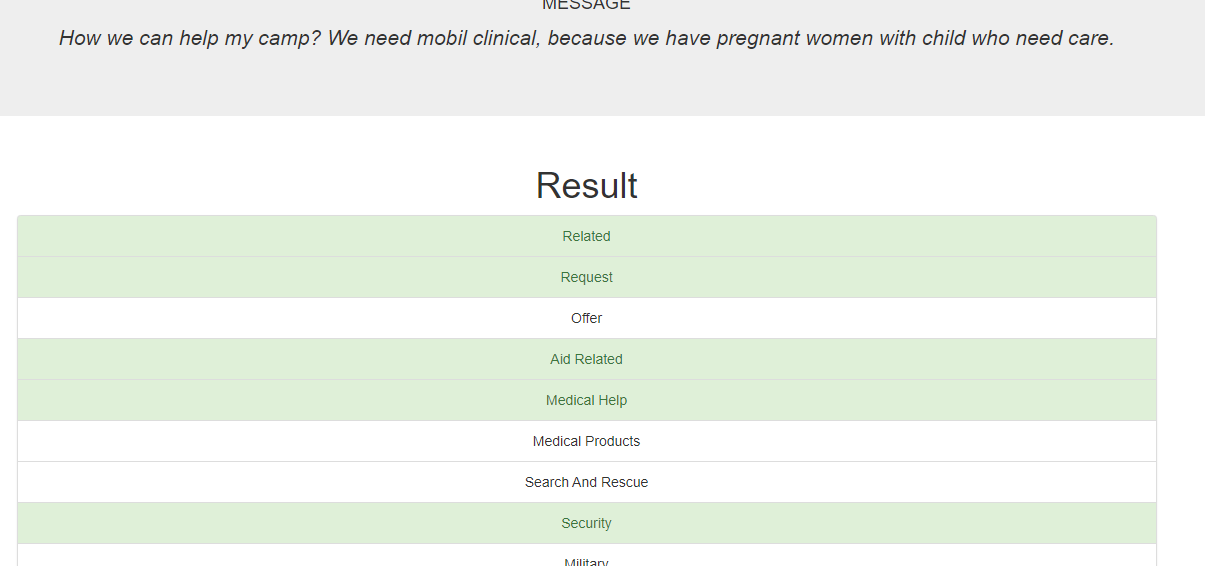 MESSAGE
How we can help my camp? We need mobil clinical, because we have pregnant women with child who need care.
Result
Related
Request
Offer
Aid Related
Medical Help
Medical Products
Search And Rescue
Security
Military